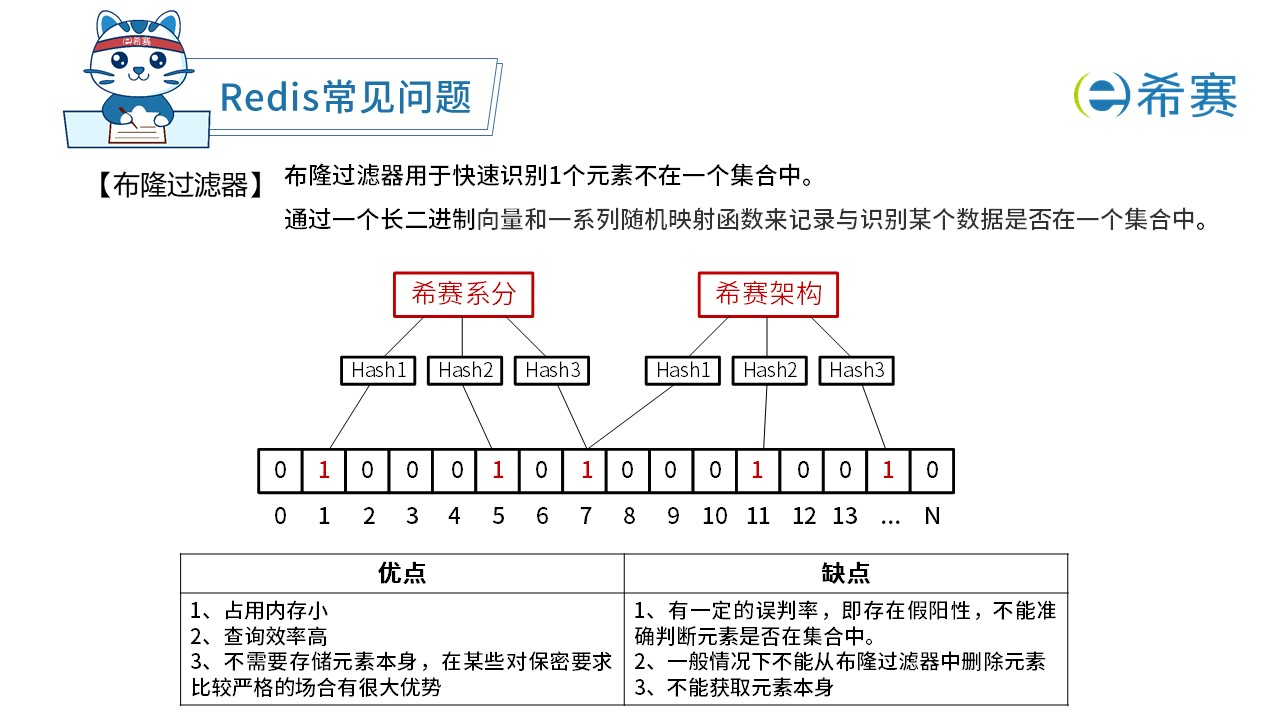 希赛
Redis常见问题
希赛
【布隆过滤器】
布隆过滤器用于快速识别1个元素不在一个集合中。
通过一个长二进制向量和一系列随机映射函数来记录与识别某个数据是否在一个集合中。
希赛系分 希赛架构
Hash1 Hash2 Hash3 Hash1 Hash2 Hash3
0 1 0 0 0 1 0 1 0 0 0 1 0 0 1 0
0 1 2 3 4 5 6 7 8 9 10 11 12 13 ... N
优点 缺点
1、占用内存小
2、查询效率高
3、不需要存储元素本身，在某些对保密要求
比较严格的场合有很大优势
1、有一定的误判率，即存在假阳性，不能准
确判断元素是否在集合中。
2、一般情况下不能从布隆过滤器中删除元素
3、不能获取元素本身